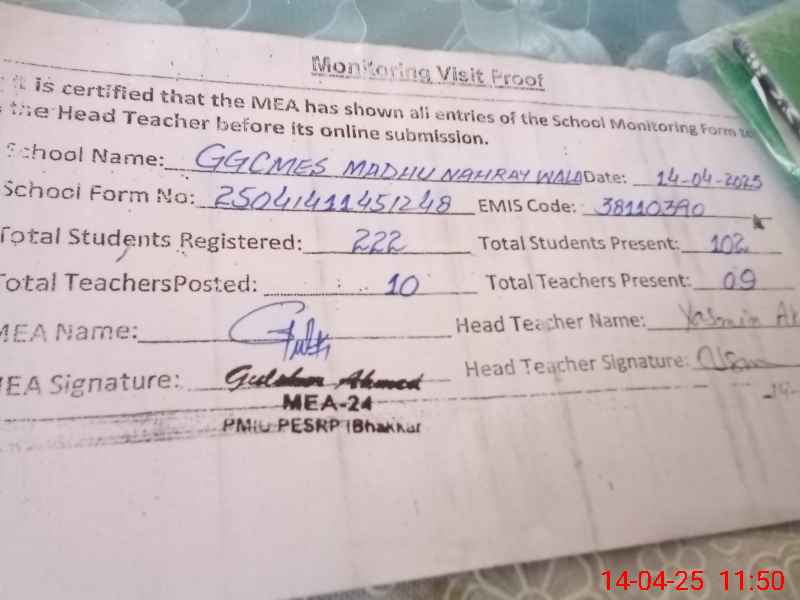 Monitoring Visit Proof
It is certified that the MEA has shown all entries of the School Monitoring Form to
the Head Teacher before its online submission.
School Name: GGCMES MADHU NAHRAY WALA Date: 14-04-2025
School Form No: 25041411451248 EMIS Code: 38110390
Total Students Registered: 222 Total Students Present: 102
Total TeachersPosted: 10 Total Teachers Present: 09
MEA Name: Head Teacher Name: Yasmin
MEA Signature: Gulshan Ahmed Head Teacher Signature:
MEA-24
PMIU PESRP (Bhakkar
14-04-25 11:50